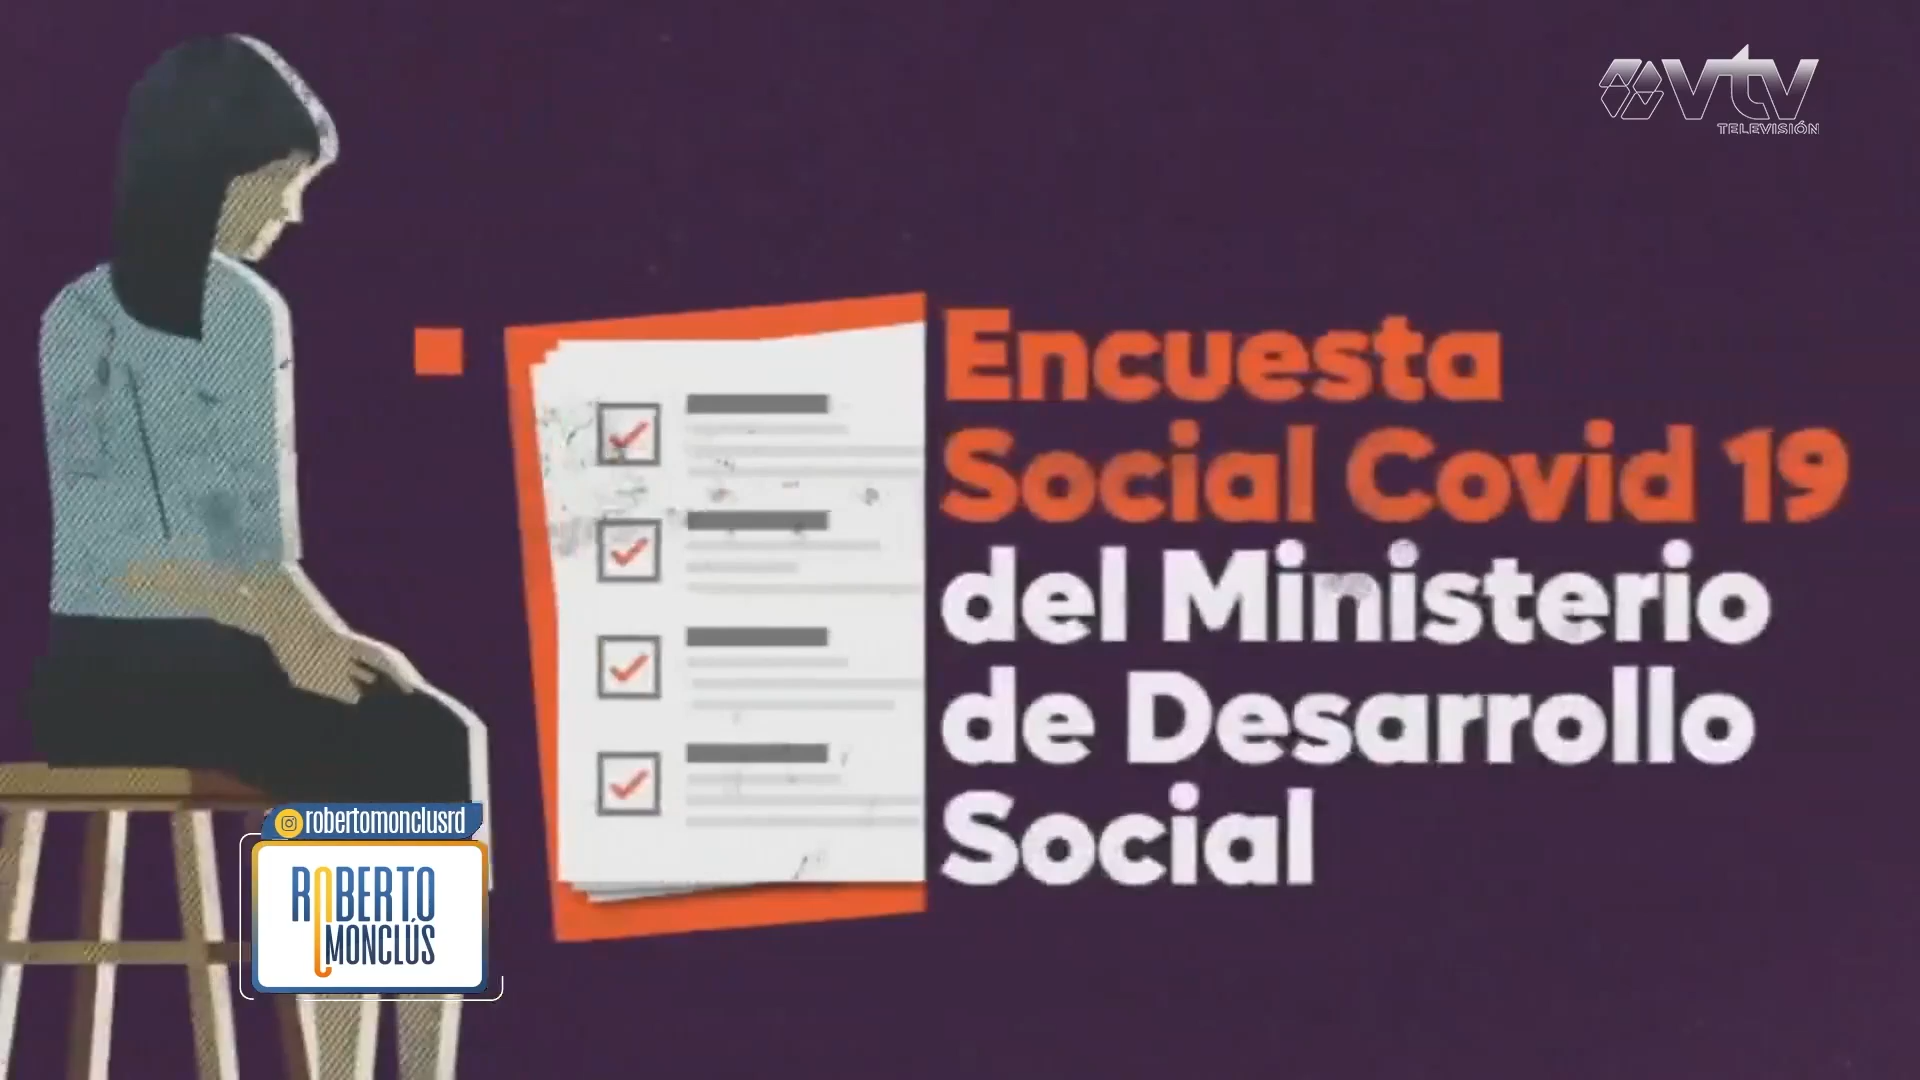 VTV
TELEVISIÓN
Encuesta
Social Covid 19
del Ministerio
de Desarrollo
Social
robertomonclusrd
ROBERTO
MONCLÚS